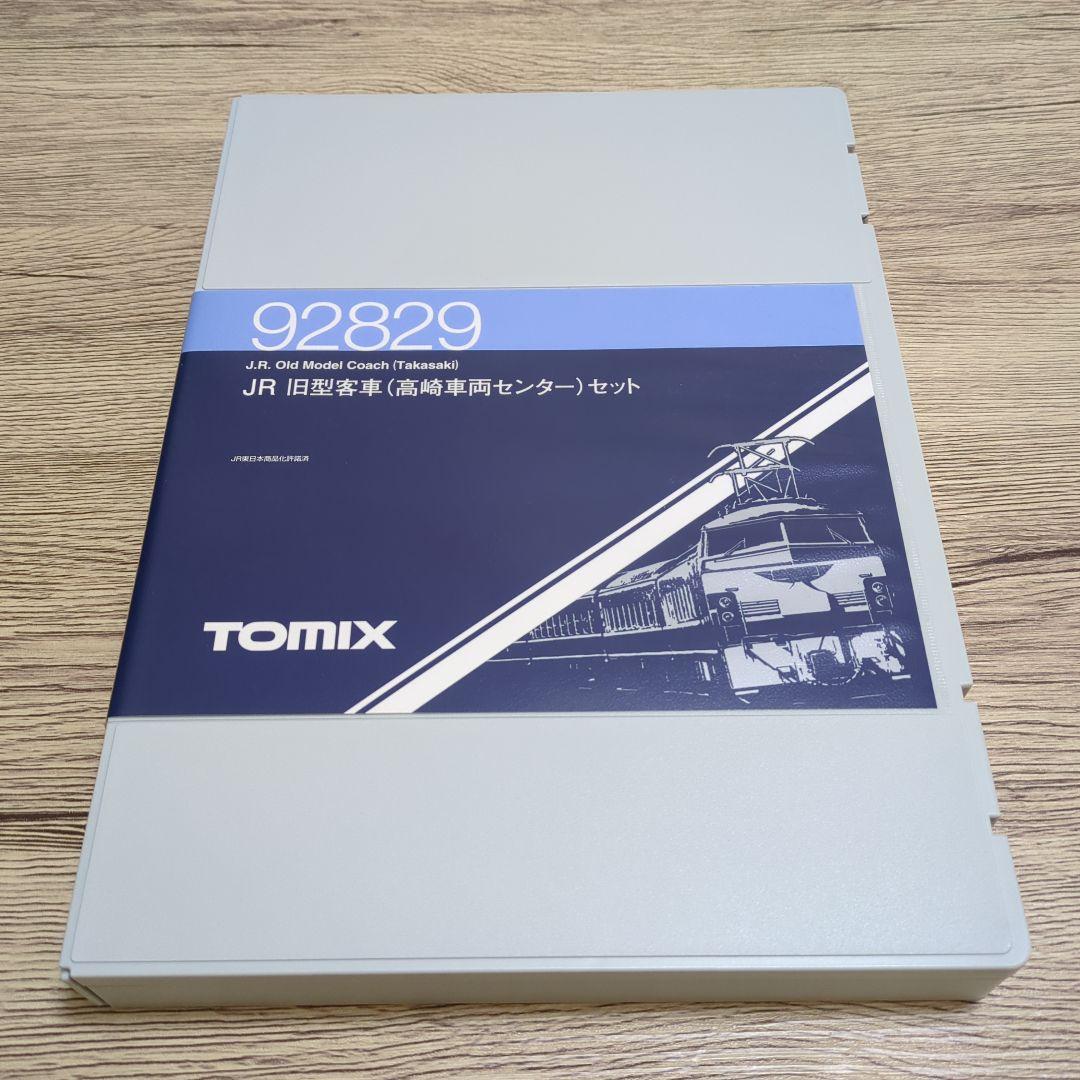 92829
J.R. Old Model Coach (Takasaki)
JR 旧型客車(高崎車両センター)セット
JR東日本商品化許諾済
TOMIX